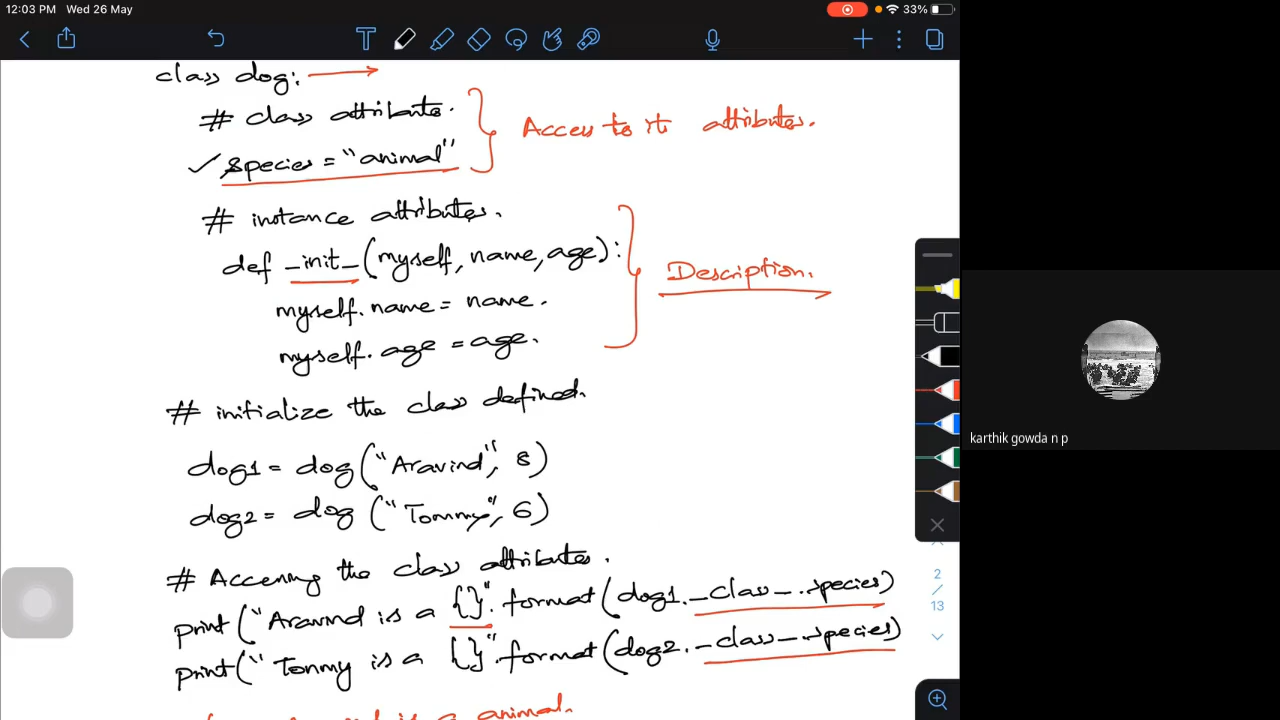 12:03 PM Wed 26 May
33%
class dog:
# class attributes.
species = "animal"
Access to its attributes.
# instance attributes.
def _init_(myself, name, age):
myself.name = name.
myself.age = age.
Description.
# initialize the class defined.
dog1 = dog("Aravind", 8)
dog2 = dog ("Tommy", 6)
# Accessing the class attributes.
print("Aravind is a {}".format(dog1._class_.species)
print("Tommy is a {}".format(dog2._class_.species)
is a animal.
karthik gowda n p
2
/
13